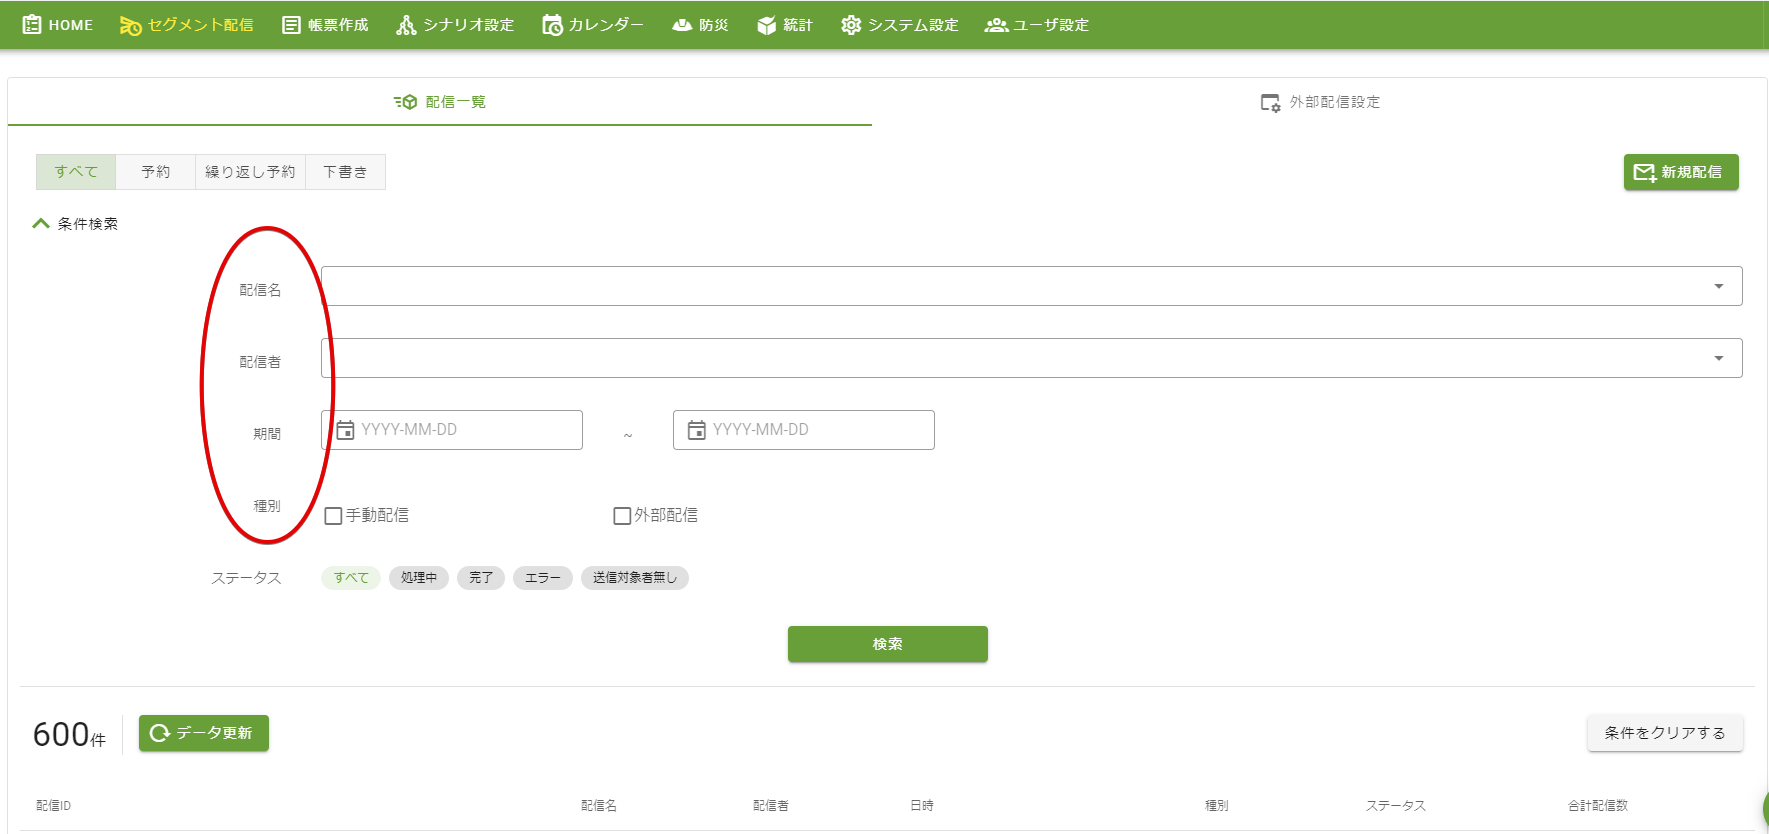 HOME セグメント配信 帳票作成 シナリオ設定 カレンダー 防災 統計 システム設定 ユーザ設定
配信一覧 外部配信設定
すべて 予約 繰り返し予約 下書き 新規配信
条件検索
配信名
配信者
期間 YYYY-MM-DD ~ YYYY-MM-DD
種別 手動配信 外部配信
ステータス すべて 処理中 完了 エラー 送信対象者無し
検索
600件 データ更新 条件をクリアする
配信ID 配信名 配信者 日時 種別 ステータス 合計配信数